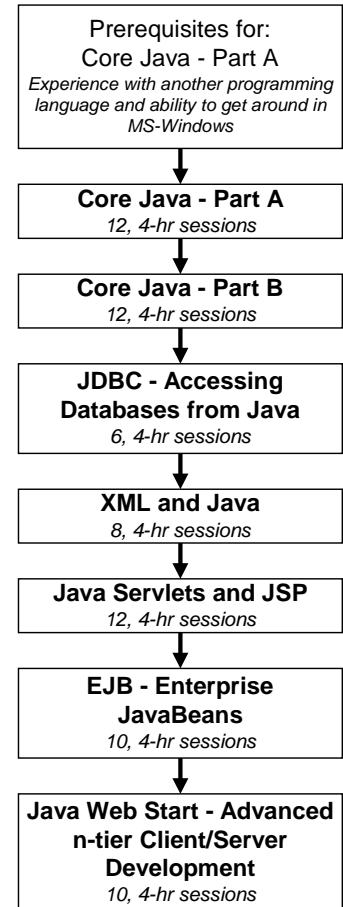 Prerequisites for:
Core Java - Part A
Experience with another programming
language and ability to get around in
MS-Windows
Core Java - Part A
12, 4-hr sessions
Core Java - Part B
12, 4-hr sessions
JDBC - Accessing
Databases from Java
6, 4-hr sessions
XML and Java
8, 4-hr sessions
Java Servlets and JSP
12, 4-hr sessions
EJB - Enterprise
JavaBeans
10, 4-hr sessions
Java Web Start - Advanced
n-tier Client/Server
Development
10, 4-hr sessions